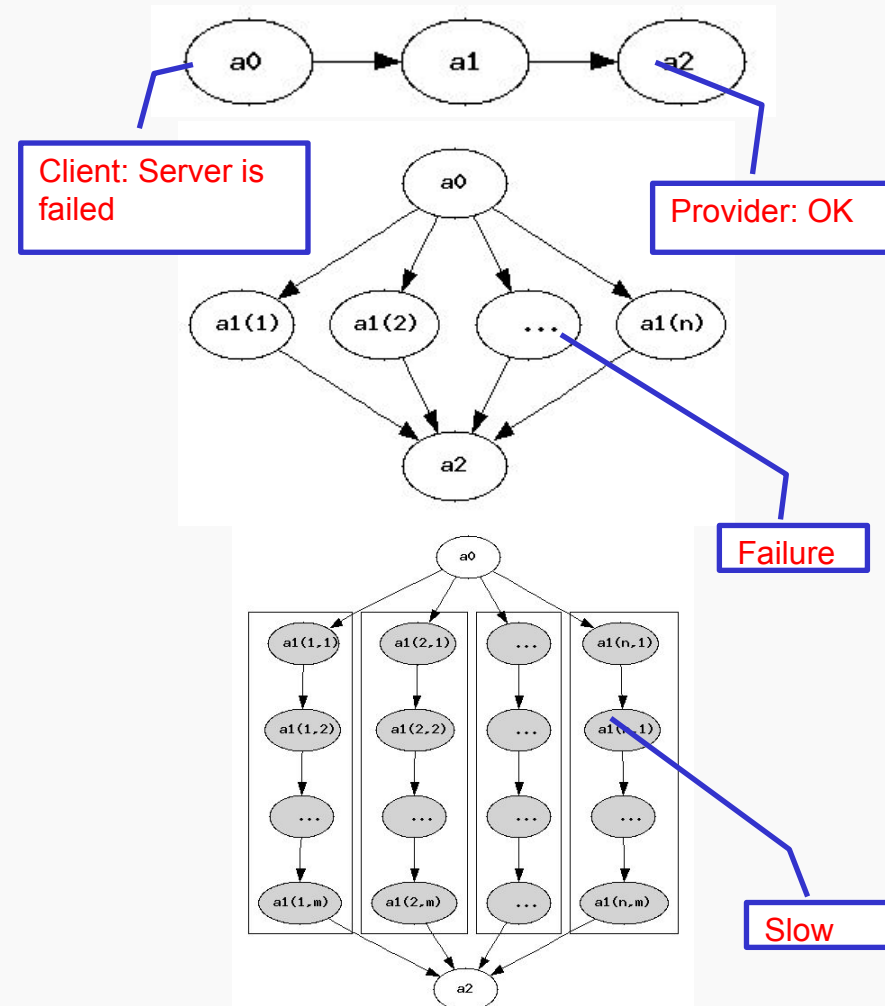 a0
a1
a2
Client: Server is
failed
Provider: OK
a0
a1(1)
a1(2)
...
a1(n)
a2
Failure
a0
a1(1,1)
a1(2,1)
...
a1(n,1)
a1(1,2)
a1(2,2)
...
a1(n,1)
...
...
...
...
a1(1,m)
a1(2,m)
...
a1(n,m)
Slow
a2